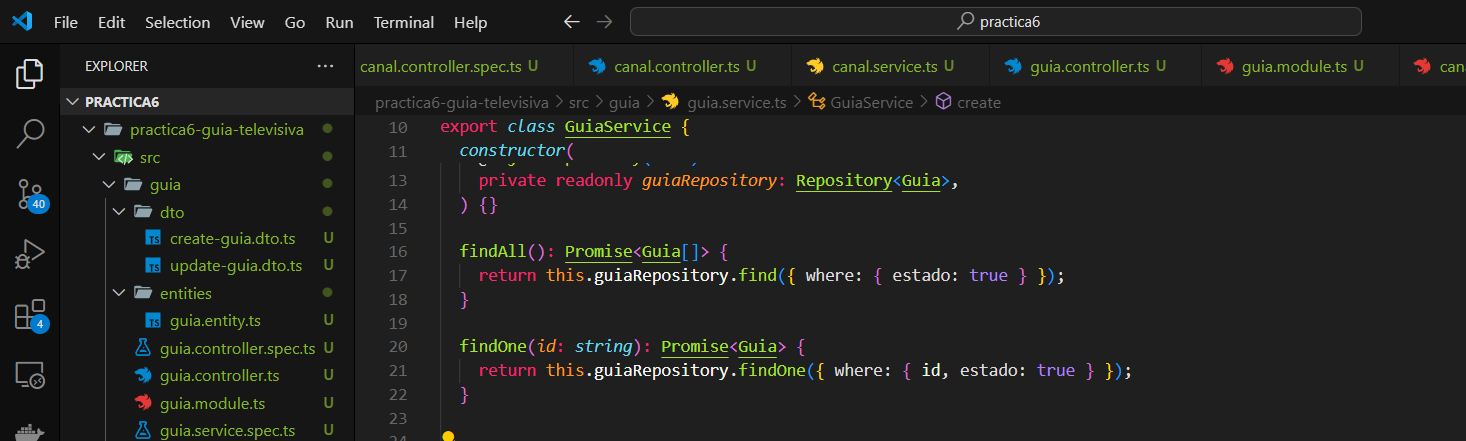 File Edit Selection View Go Run Terminal Help
practica6
EXPLORER
PRACTICA6
practica6-guia-televisiva
src
guia
dto
create-guia.dto.ts U
update-guia.dto.ts U
entities
guia.entity.ts U
guia.controller.spec.ts U
guia.controller.ts U
guia.module.ts U
guia.service.spec.ts U
40
4
canal.controller.spec.ts U
canal.controller.ts U
canal.service.ts U
guia.controller.ts U
guia.module.ts U
practica6-guia-televisiva > src > guia > guia.service.ts > GuiaService > create
10 export class GuiaService {
11 constructor(
13 private readonly guiaRepository: Repository<Guia>,
14 ) {}
15
16 findAll(): Promise<Guia[]> {
17 return this.guiaRepository.find({ where: { estado: true } });
18 }
19
20 findOne(id: string): Promise<Guia> {
21 return this.guiaRepository.findOne({ where: { id, estado: true } });
22 }
23